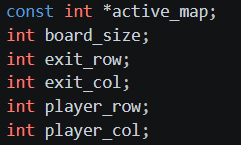 const int *active_map;
int board_size;
int exit_row;
int exit_col;
int player_row;
int player_col;